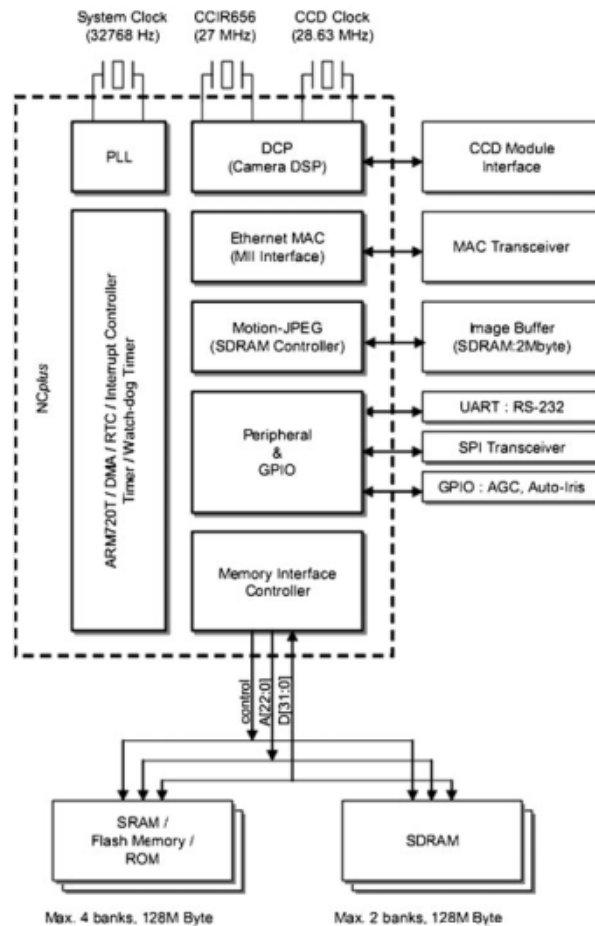 System Clock
(32768 Hz)
CCIR656
(27 MHz)
CCD Clock
(28.63 MHz)
PLL
DCP
(Camera DSP)
CCD Module
Interface
Ethernet MAC
(MII Interface)
MAC Transceiver
Motion-JPEG
(SDRAM Controller)
Image Buffer
(SDRAM:2Mbyte)
NCplus
ARM720T / DMA / RTC / Interrupt Controller
Timer / Watch-dog Timer
Peripheral
&
GPIO
UART : RS-232
SPI Transceiver
GPIO : AGC, Auto-Iris
Memory Interface
Controller
control
A[22:0]
D[31:0]
SRAM /
Flash Memory /
ROM
SDRAM
Max. 4 banks, 128M Byte
Max. 2 banks, 128M Byte